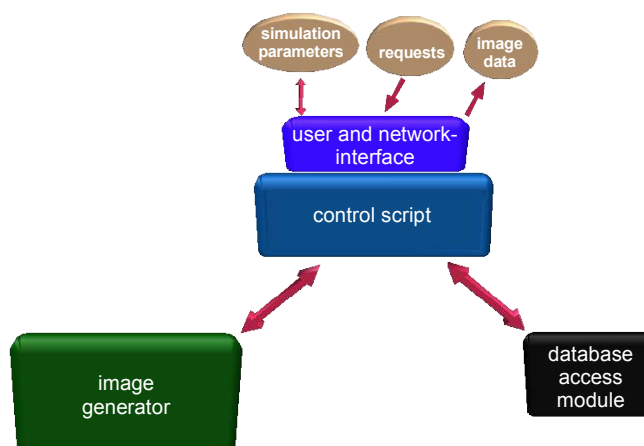 simulation
parameters
requests
image
data
user and network-
interface
control script
image
generator
database
access
module